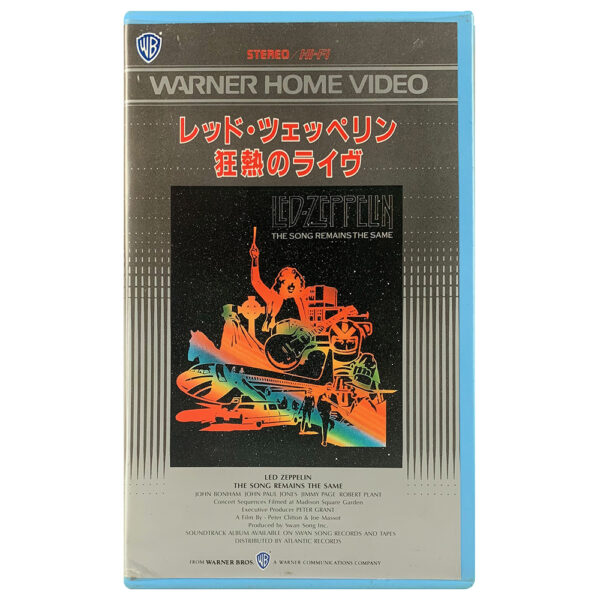 WB
STEREO / HI-FI
WARNER HOME VIDEO
レッド・ツェッペリン
狂熱のライヴ
LED-ZEPPELIN
THE SONG REMAINS THE SAME
LED ZEPPELIN
THE SONG REMAINS THE SAME
JOHN BONHAM JOHN PAUL JONES JIMMY PAGE ROBERT PLANT
Concert Sequences Filmed at Madison Square Garden
Executive Producer PETER GRANT
A Film By - Peter Clifton & Joe Massot
Produced by Swan Song Inc.
SOUNDTRACK ALBUM AVAILABLE ON SWAN SONG RECORDS AND TAPES
DISTRIBUTED BY ATLANTIC RECORDS
FROM WARNER BROS. WB A WARNER COMMUNICATIONS COMPANY